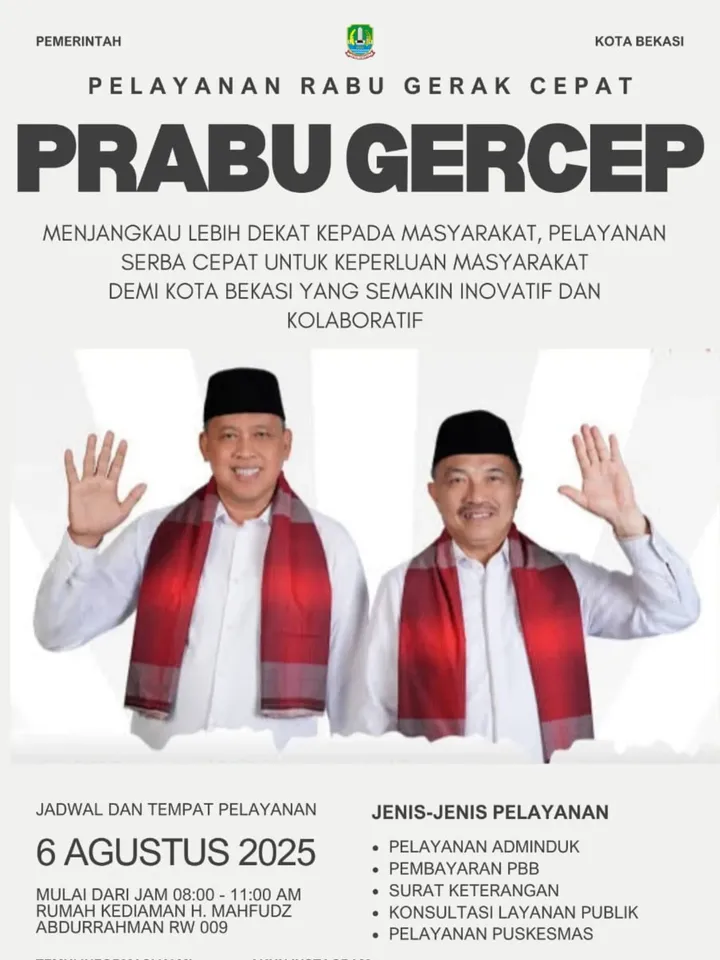 PEMERINTAH
KOTA BEKASI
PELAYANAN RABU GERAK CEPAT
PRABU GERCEP
MENJANGKAU LEBIH DEKAT KEPADA MASYARAKAT, PELAYANAN
SERBA CEPAT UNTUK KEPERLUAN MASYARAKAT
DEMI KOTA BEKASI YANG SEMAKIN INOVATIF DAN
KOLABORATIF
JADWAL DAN TEMPAT PELAYANAN
6 AGUSTUS 2025
MULAI DARI JAM 08:00 - 11:00 AM
RUMAH KEDIAMAN H. MAHFUDZ
ABDURRAHMAN RW 009
JENIS-JENIS PELAYANAN
• PELAYANAN ADMINDUK
• PEMBAYARAN PBB
• SURAT KETERANGAN
• KONSULTASI LAYANAN PUBLIK
• PELAYANAN PUSKESMAS